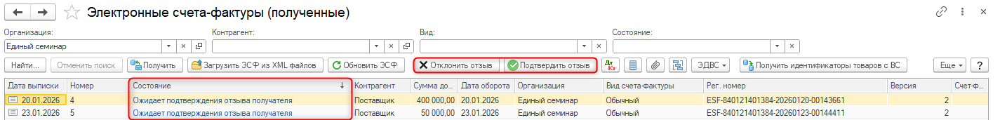 Электронные счета-фактуры (полученные)
Организация: Контрагент: Вид: Состояние:
Единый семинар
Найти... Отменить поиск Получить Загрузить ЭСФ из XML файлов Обновить ЭСФ Отклонить отзыв Подтвердить отзыв Дт Кт ЭДВС Получить идентификаторы товаров с ВС Еще ?
Дата выписки Номер Состояние ↓ Контрагент Сумма до... Дата оборота Организация Вид счета-фактуры Рег. номер Версия Счет-ф...
20.01.2026 4 Ожидает подтверждения отзыва получателя Поставщик 400 000,00 20.01.2026 Единый семинар Обычный ESF-840121401384-20260120-00143661 2
23.01.2026 5 Ожидает подтверждения отзыва получателя Поставщик 50 000,00 23.01.2026 Единый семинар Обычный ESF-840121401384-20260123-00144411 2